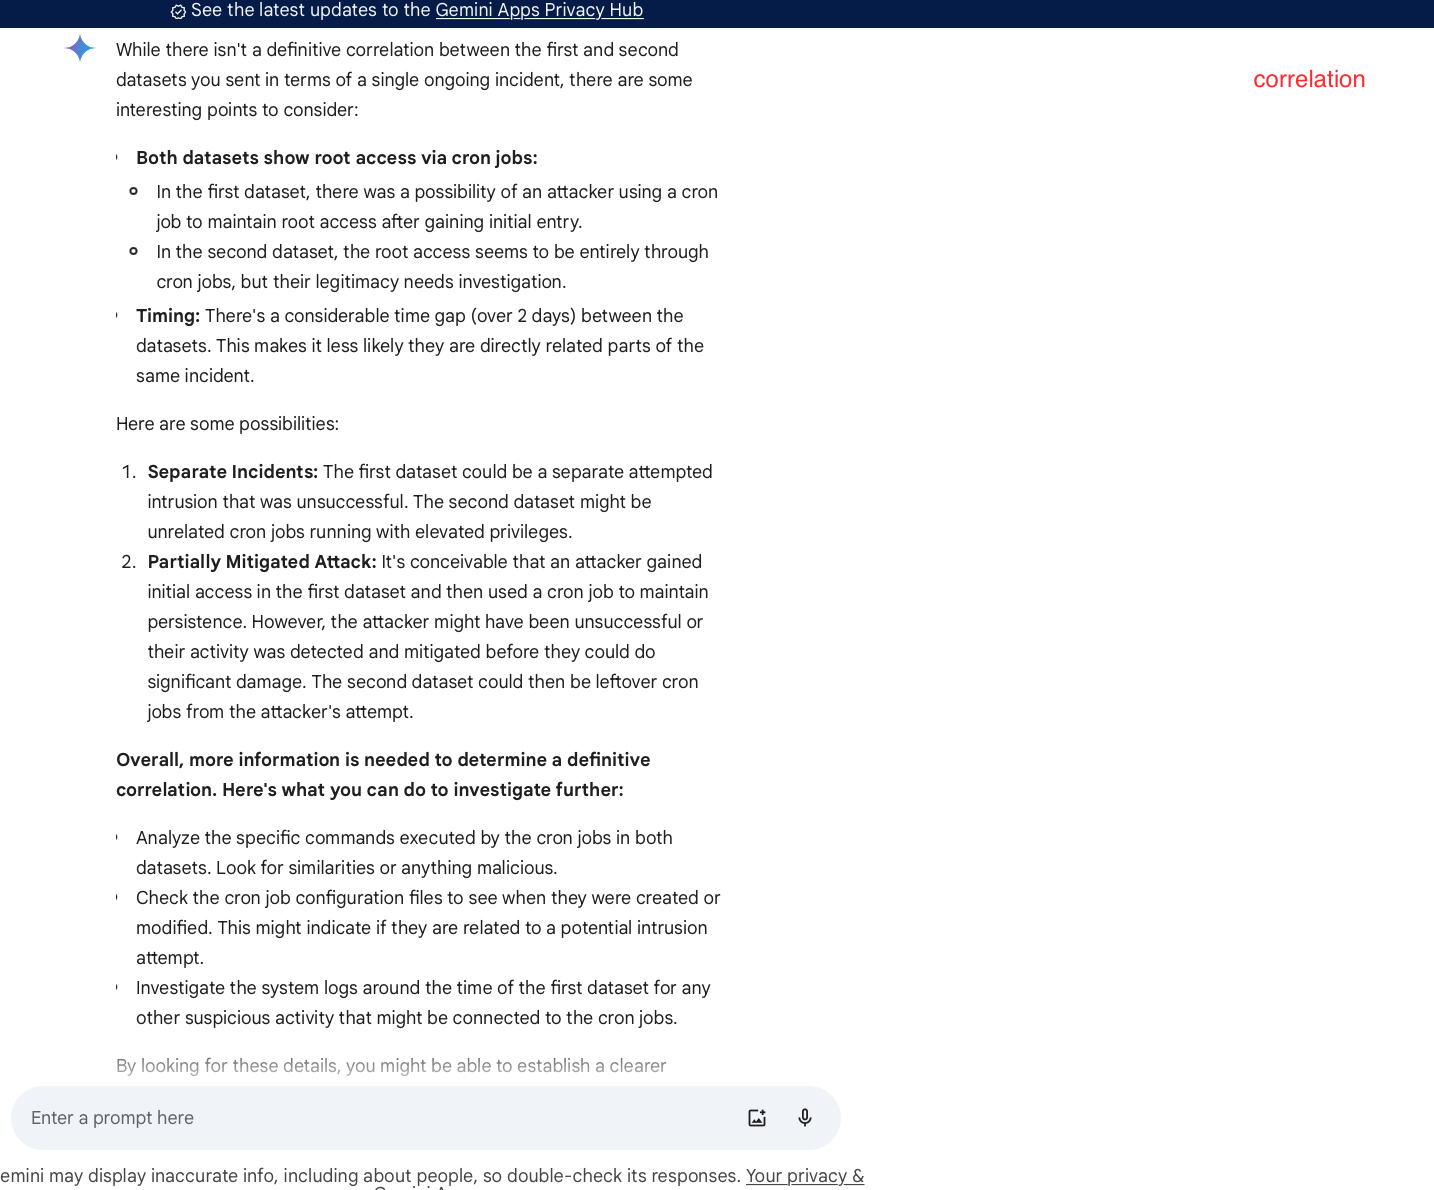 See the latest updates to the Gemini Apps Privacy Hub
While there isn't a definitive correlation between the first and second
datasets you sent in terms of a single ongoing incident, there are some
interesting points to consider:
correlation
Both datasets show root access via cron jobs:
In the first dataset, there was a possibility of an attacker using a cron
job to maintain root access after gaining initial entry.
In the second dataset, the root access seems to be entirely through
cron jobs, but their legitimacy needs investigation.
Timing: There's a considerable time gap (over 2 days) between the
datasets. This makes it less likely they are directly related parts of the
same incident.
Here are some possibilities:
1. Separate Incidents: The first dataset could be a separate attempted
intrusion that was unsuccessful. The second dataset might be
unrelated cron jobs running with elevated privileges.
2. Partially Mitigated Attack: It's conceivable that an attacker gained
initial access in the first dataset and then used a cron job to maintain
persistence. However, the attacker might have been unsuccessful or
their activity was detected and mitigated before they could do
significant damage. The second dataset could then be leftover cron
jobs from the attacker's attempt.
Overall, more information is needed to determine a definitive
correlation. Here's what you can do to investigate further:
Analyze the specific commands executed by the cron jobs in both
datasets. Look for similarities or anything malicious.
Check the cron job configuration files to see when they were created or
modified. This might indicate if they are related to a potential intrusion
attempt.
Investigate the system logs around the time of the first dataset for any
other suspicious activity that might be connected to the cron jobs.
By looking for these details, you might be able to establish a clearer
Enter a prompt here
emini may display inaccurate info, including about people, so double-check its responses. Your privacy &